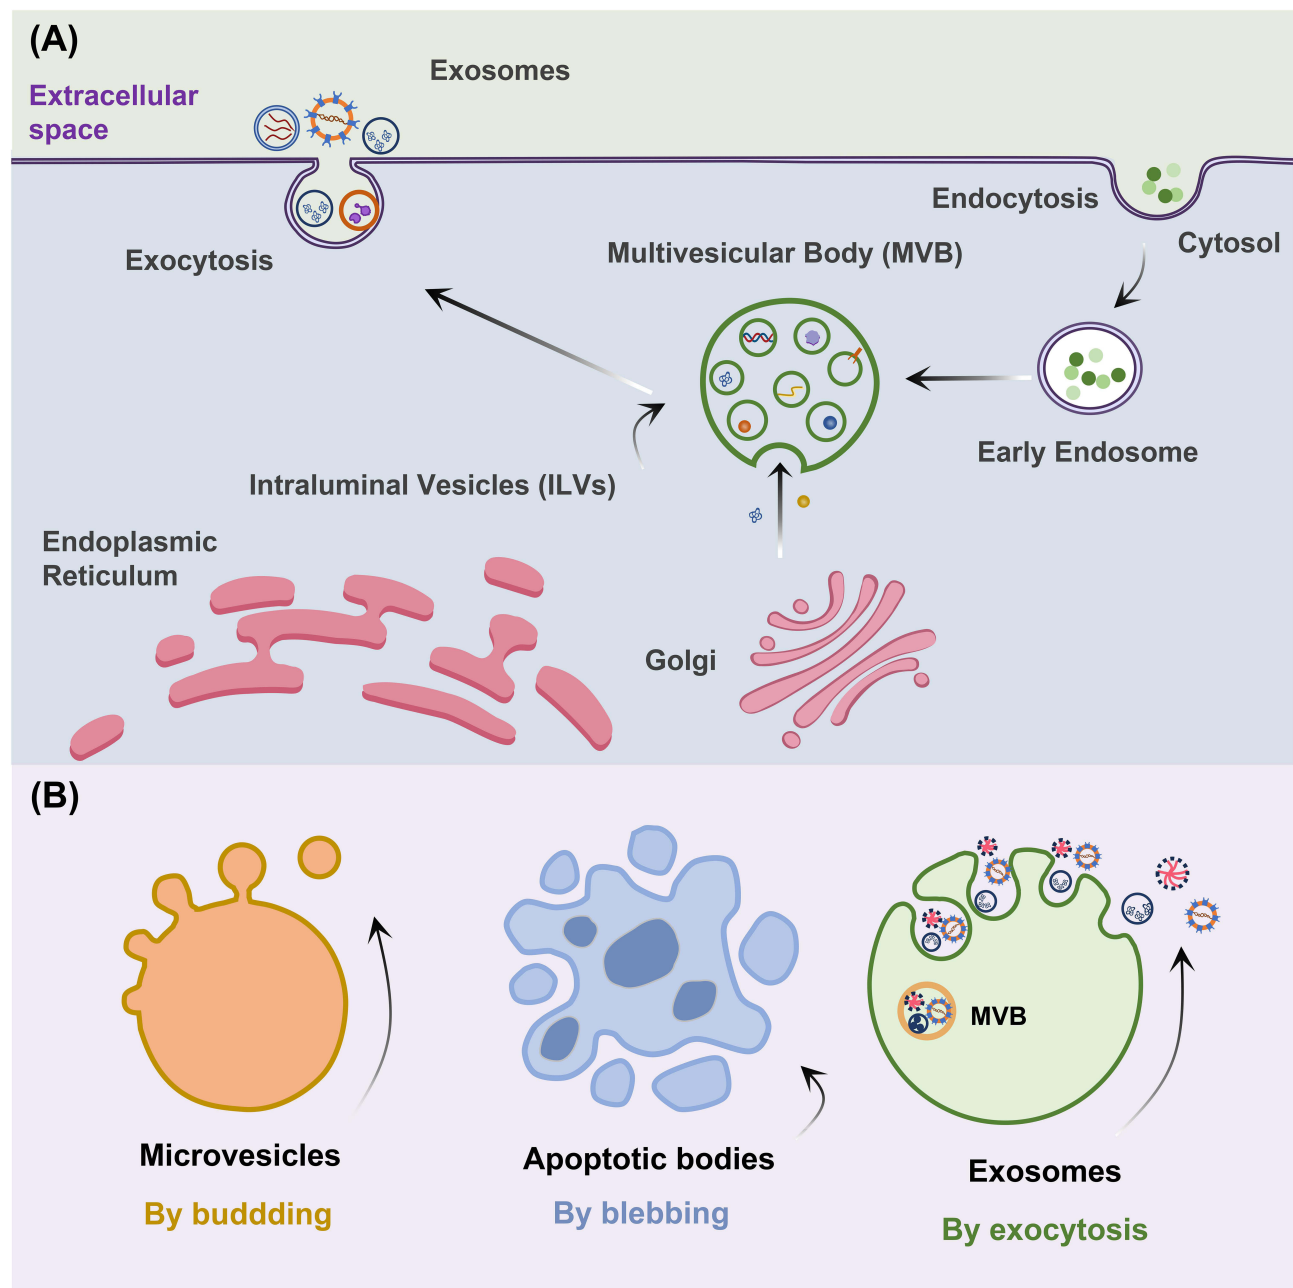 (A)
Exosomes
Extracellular
space
Endocytosis
Cytosol
Exocytosis
Multivesicular Body (MVB)
Early Endosome
Intraluminal Vesicles (ILVs)
Endoplasmic
Reticulum
Golgi
(B)
MVB
Microvesicles
By buddding
Apoptotic bodies
By blebbing
Exosomes
By exocytosis